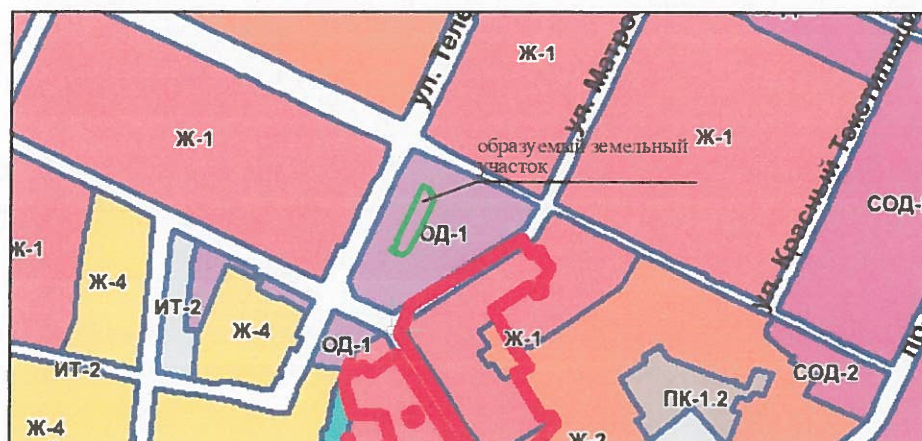 ул. Теле
Ж-1
ул. Матро
Ж-1
образуемый земельный
участок
Ж-1
ул. Красный Текстильщ
СОД-
ОД-1
Ж-1
Ж-4
ИТ-2
Ж-4
ОД-1
Ж-1
ИТ-2
СОД-2
ПК-1.2
Ж-4
Ж-2